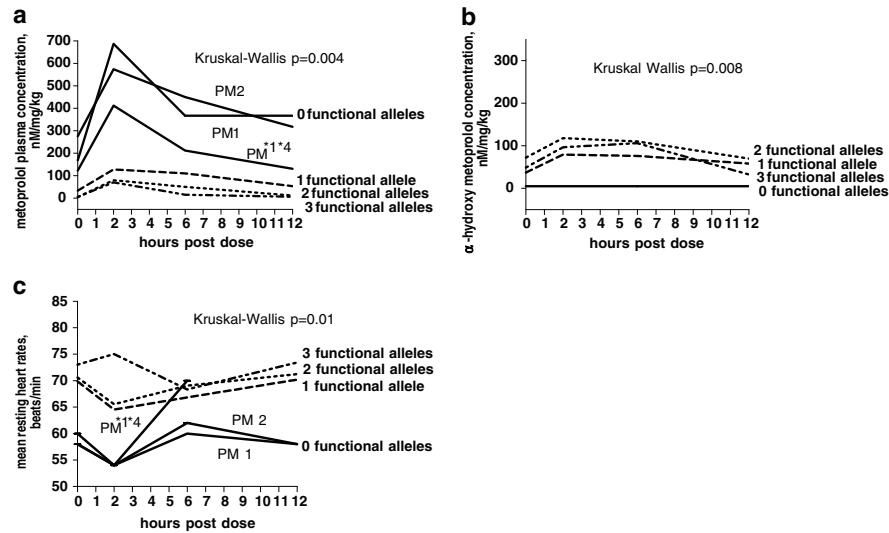 a
metoprolol plasma concentration,
nM/mg/kg
700
600
500
400
300
200
100
0
Kruskal-Wallis p=0.004
PM2
PM1
PM*1*4
0 functional alleles
1 functional allele
2 functional alleles
3 functional alleles
0 1 2 3 4 5 6 7 8 9 10 11 12
hours post dose
b
α-hydroxy metoprolol concentration,
nM/mg/kg
300
200
100
0
Kruskal Wallis p=0.008
2 functional alleles
1 functional allele
3 functional alleles
0 functional alleles
0 1 2 3 4 5 6 7 8 9 10 11 12
hours post dose
c
mean resting heart rates,
beats/min
85
80
75
70
65
60
55
50
Kruskal-Wallis p=0.01
3 functional alleles
2 functional alleles
1 functional allele
PM*1*4
PM 2
PM 1
0 functional alleles
0 1 2 3 4 5 6 7 8 9 10 11 12
hours post dose